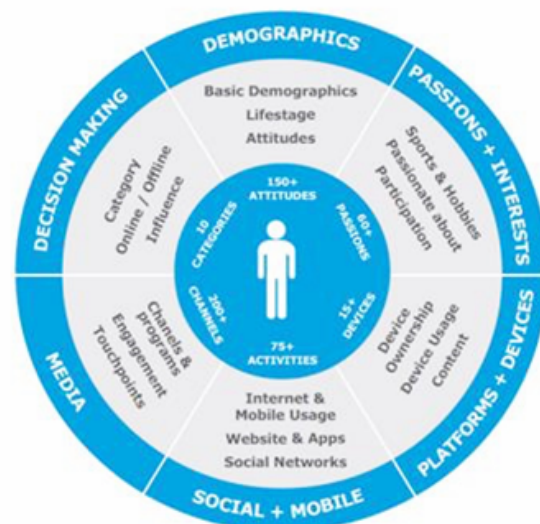 DEMOGRAPHICS
Basic Demographics
Lifestage
Attitudes
150+
ATTITUDES
PASSIONS + INTERESTS
Sports & Hobbies
Passionate about
Participation
60+
PASSIONS
PLATFORMS + DEVICES
Device
Ownership
Device Usage
Content
15+
DEVICES
SOCIAL + MOBILE
Internet &
Mobile Usage
Website & Apps
Social Networks
75+
ACTIVITIES
MEDIA
Chanels &
programs
Engagement
Touchpoints
200+
CHANNELS
DECISION MAKING
Category
Online / Offline
Influence
10
CATEGORIES